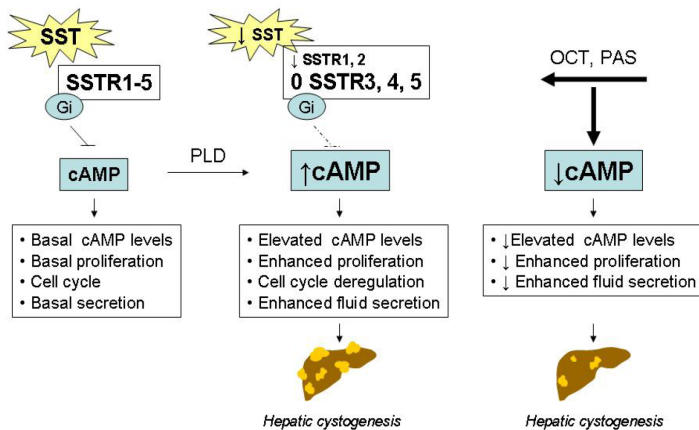 SST
SSTR1-5
Gi
cAMP
• Basal cAMP levels
• Basal proliferation
• Cell cycle
• Basal secretion
PLD
↓ SST
↓ SSTR1, 2
0 SSTR3, 4, 5
Gi
↑cAMP
• Elevated cAMP levels
• Enhanced proliferation
• Cell cycle deregulation
• Enhanced fluid secretion
Hepatic cystogenesis
OCT, PAS
↓cAMP
• ↓Elevated cAMP levels
• ↓ Enhanced proliferation
• ↓ Enhanced fluid secretion
Hepatic cystogenesis